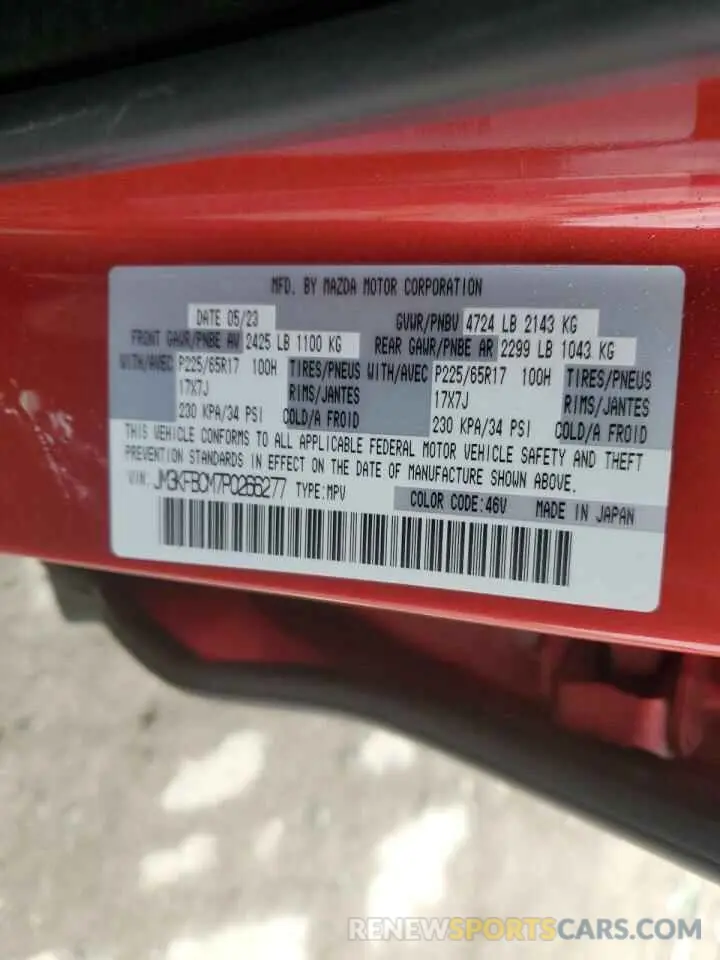 MFD. BY MAZDA MOTOR CORPORATION
DATE 05/23 GVWR/PNBV 4724 LB 2143 KG
FRONT GAWR/PNBE AV 2425 LB 1100 KG REAR GAWR/PNBE AR 2299 LB 1043 KG
WITH/AVEC P225/65R17 100H TIRES/PNEUS WITH/AVEC P225/65R17 100H TIRES/PNEUS
17X7J RIMS/JANTES 17X7J RIMS/JANTES
230 KPA/34 PSI COLD/A FROID 230 KPA/34 PSI COLD/A FROID
THIS VEHICLE CONFORMS TO ALL APPLICABLE FEDERAL MOTOR VEHICLE SAFETY AND THEFT
PREVENTION STANDARDS IN EFFECT ON THE DATE OF MANUFACTURE SHOWN ABOVE.
VIN: JM3KFBCM7P0266277 TYPE:MPV COLOR CODE:46V MADE IN JAPAN
RENEWSPORTSCARS.COM